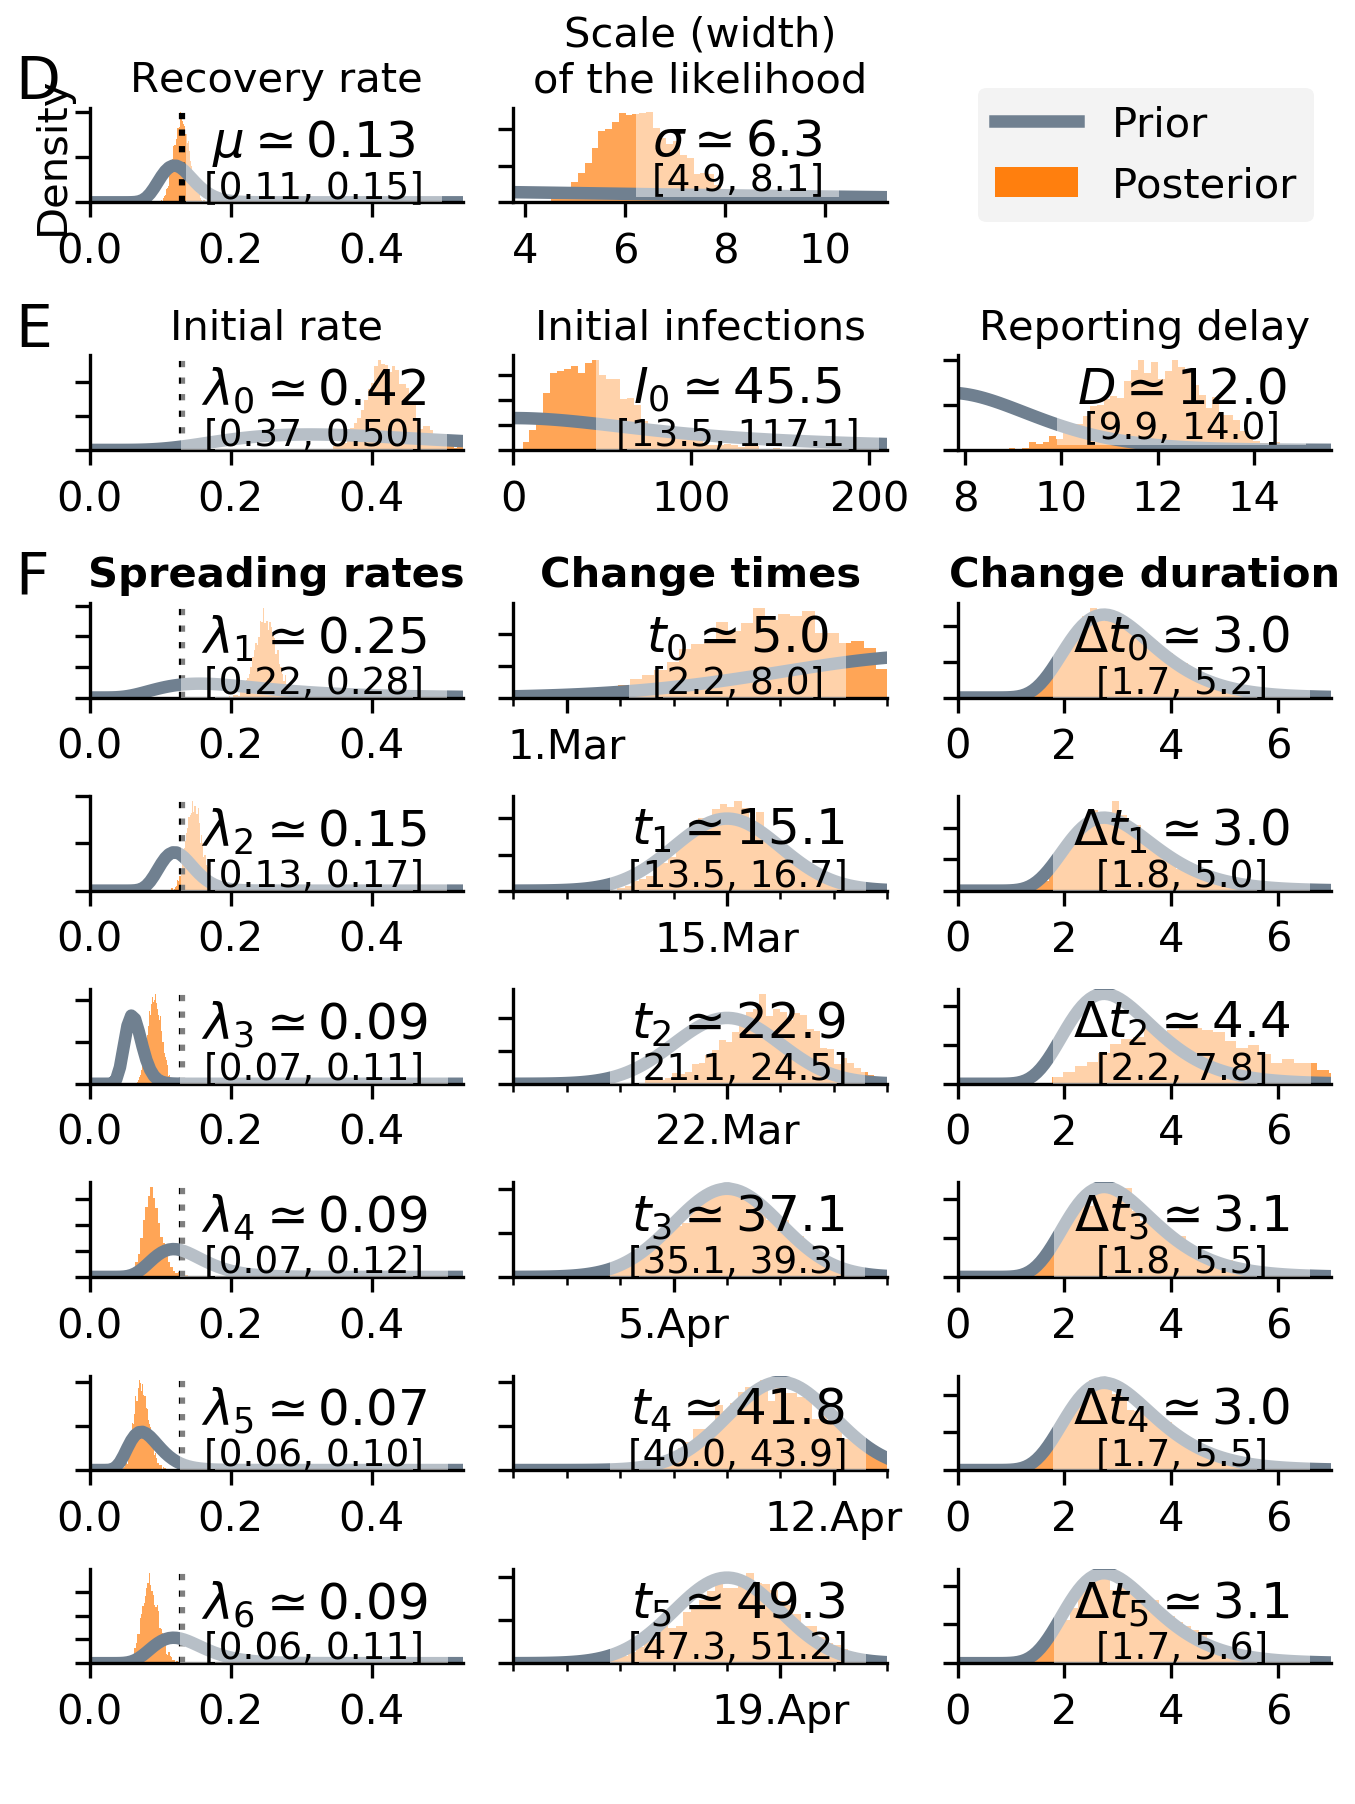 D
Density
Recovery rate
μ ≃ 0.13
[0.11, 0.15]
0.0 0.2 0.4
Scale (width)
of the likelihood
σ ≃ 6.3
[4.9, 8.1]
4 6 8 10
Prior
Posterior
E
Initial rate
λ0 ≃ 0.42
[0.37, 0.50]
0.0 0.2 0.4
Initial infections
I0 ≃ 45.5
[13.5, 117.1]
0 100 200
Reporting delay
D ≃ 12.0
[9.9, 14.0]
8 10 12 14
F
Spreading rates
Change times
Change duration
λ1 ≃ 0.25
[0.22, 0.28]
0.0 0.2 0.4
t0 ≃ 5.0
[2.2, 8.0]
1.Mar
Δt0 ≃ 3.0
[1.7, 5.2]
0 2 4 6
λ2 ≃ 0.15
[0.13, 0.17]
0.0 0.2 0.4
t1 ≃ 15.1
[13.5, 16.7]
15.Mar
Δt1 ≃ 3.0
[1.8, 5.0]
0 2 4 6
λ3 ≃ 0.09
[0.07, 0.11]
0.0 0.2 0.4
t2 ≃ 22.9
[21.1, 24.5]
22.Mar
Δt2 ≃ 4.4
[2.2, 7.8]
0 2 4 6
λ4 ≃ 0.09
[0.07, 0.12]
0.0 0.2 0.4
t3 ≃ 37.1
[35.1, 39.3]
5.Apr
Δt3 ≃ 3.1
[1.8, 5.5]
0 2 4 6
λ5 ≃ 0.07
[0.06, 0.10]
0.0 0.2 0.4
t4 ≃ 41.8
[40.0, 43.9]
12.Apr
Δt4 ≃ 3.0
[1.7, 5.5]
0 2 4 6
λ6 ≃ 0.09
[0.06, 0.11]
0.0 0.2 0.4
t5 ≃ 49.3
[47.3, 51.2]
19.Apr
Δt5 ≃ 3.1
[1.7, 5.6]
0 2 4 6